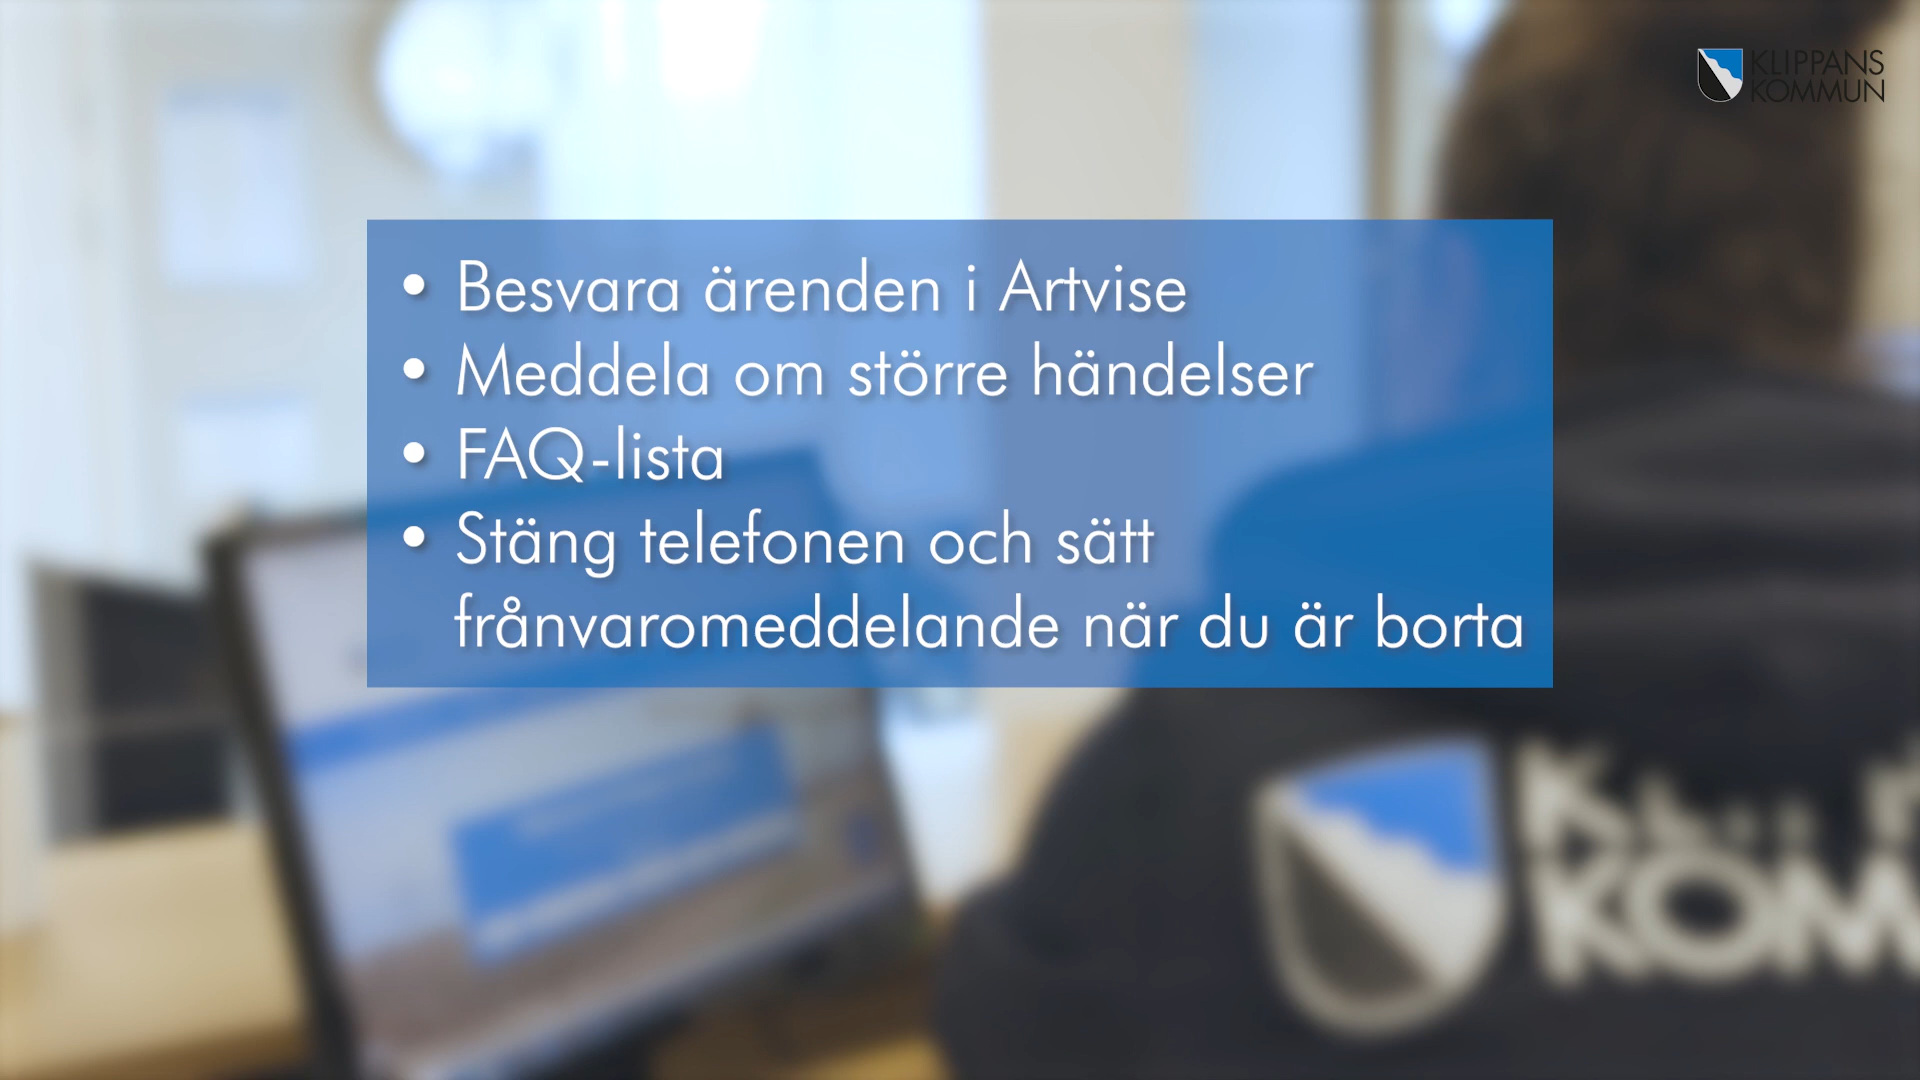 KLIPPANS
KOMMUN
• Besvara ärenden i Artvise
• Meddela om större händelser
• FAQ-lista
• Stäng telefonen och sätt
frånvaromeddelande när du är borta
KOM